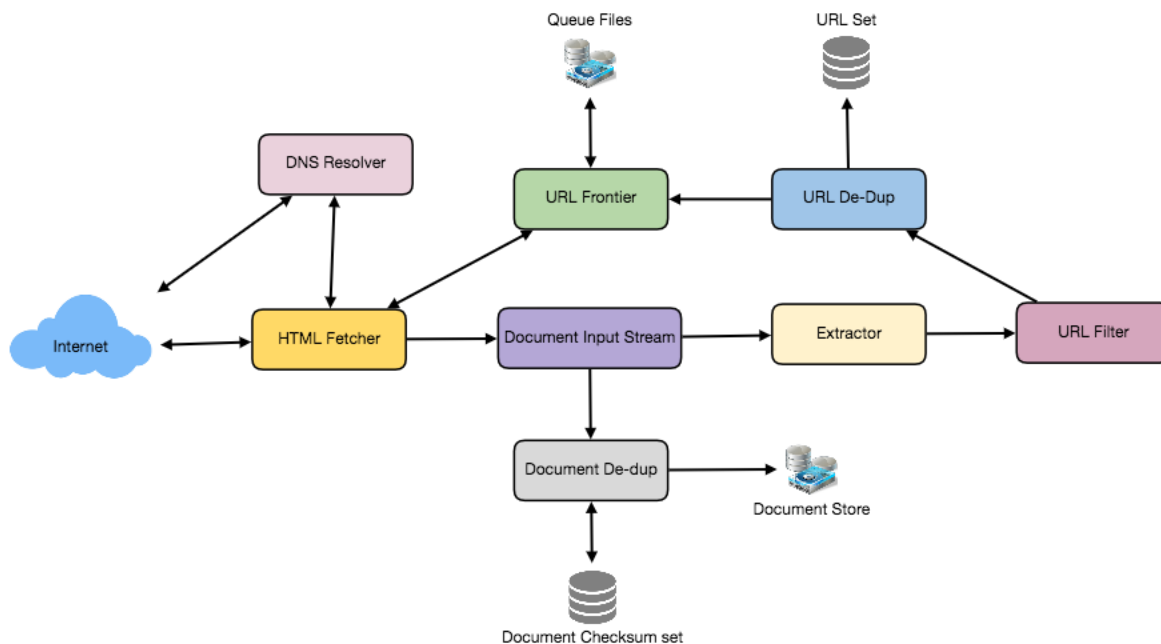 Queue Files
URL Set
DNS Resolver
URL Frontier
URL De-Dup
Internet
HTML Fetcher
Document Input Stream
Extractor
URL Filter
Document De-dup
Document Store
Document Checksum set